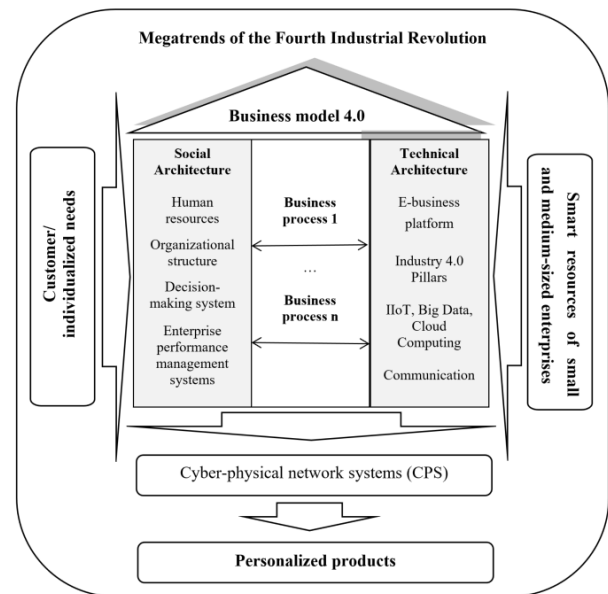 Megatrends of the Fourth Industrial Revolution
Business model 4.0
Customer/
individualized needs
Social
Architecture
Human
resources
Organizational
structure
Decision-
making system
Enterprise
performance
management
systems
Business
process 1
...
Business
process n
Technical
Architecture
E-business
platform
Industry 4.0
Pillars
IIoT, Big Data,
Cloud
Computing
Communication
Smart resources of small
and medium-sized enterprises
Cyber-physical network systems (CPS)
Personalized products